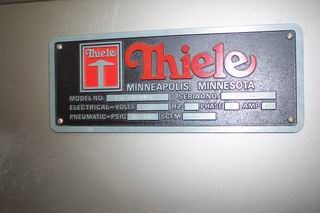 Thiele
Thiele
MINNEAPOLIS, MINNESOTA
MODEL NO. SERIAL NO.
ELECTRICAL-VOLTS HZ PHASE AMP
PNEUMATIC-PSIG SCFM